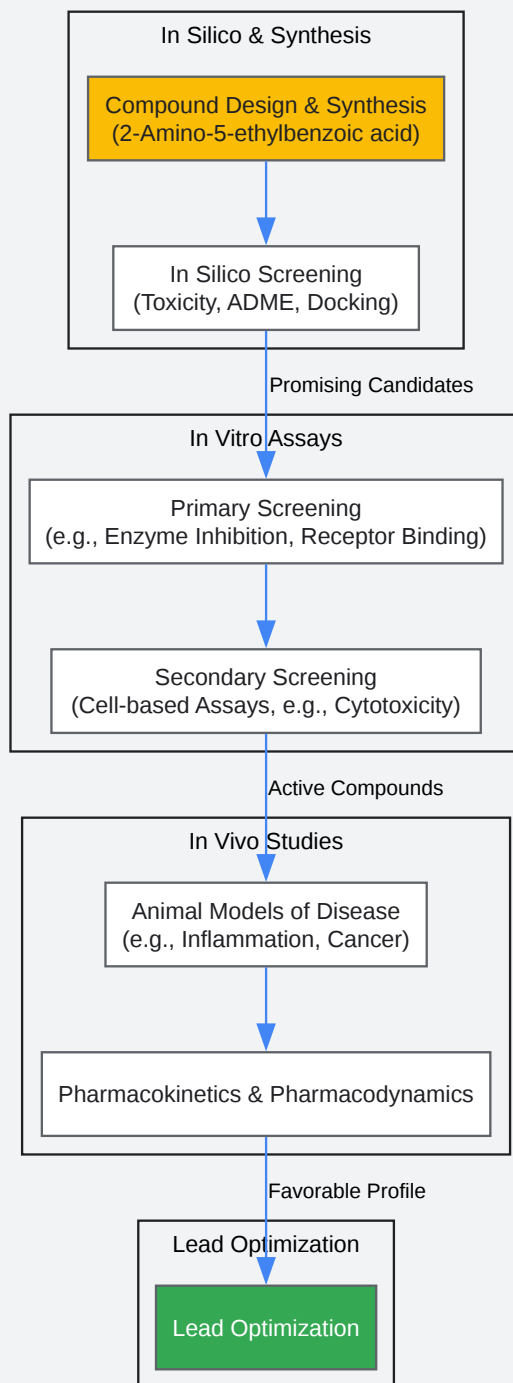 In Silico & Synthesis
Compound Design & Synthesis
(2-Amino-5-ethylbenzoic acid)
In Silico Screening
(Toxicity, ADME, Docking)
Promising Candidates
In Vitro Assays
Primary Screening
(e.g., Enzyme Inhibition, Receptor Binding)
Secondary Screening
(Cell-based Assays, e.g., Cytotoxicity)
Active Compounds
In Vivo Studies
Animal Models of Disease
(e.g., Inflammation, Cancer)
Pharmacokinetics & Pharmacodynamics
Favorable Profile
Lead Optimization
Lead Optimization